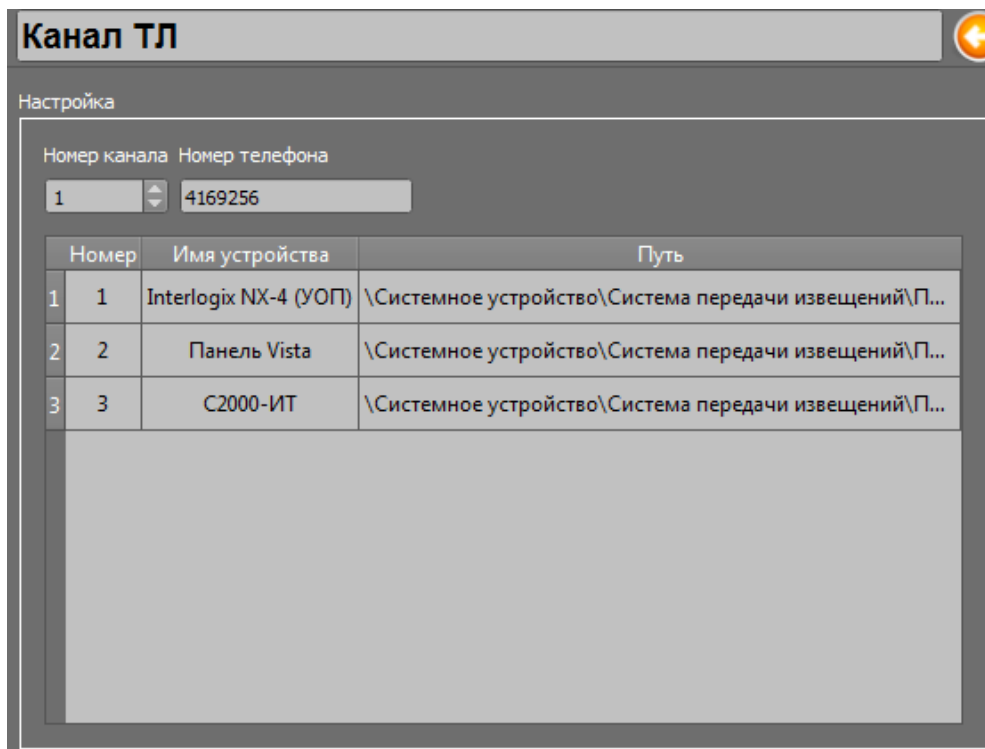 Канал ТЛ
Настройка
Номер канала Номер телефона
1 4169256
Номер Имя устройства Путь
1 1 Interlogix NX-4 (УОП) \Системное устройство\Система передачи извещений\П...
2 2 Панель Vista \Системное устройство\Система передачи извещений\П...
3 3 С2000-ИТ \Системное устройство\Система передачи извещений\П...